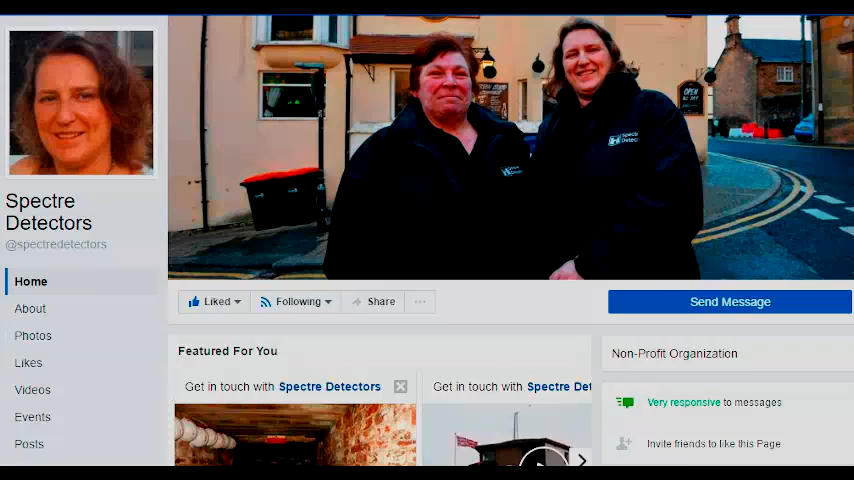 Spectre
Detectors
@spectredetectors
Home
About
Photos
Likes
Videos
Events
Posts
OPEN
Spectre
Detect
Liked
Following
Share
Send Message
Featured For You
Get in touch with Spectre Detectors
Get in touch with Spectre Det
Non-Profit Organization
Very responsive to messages
Invite friends to like this Page